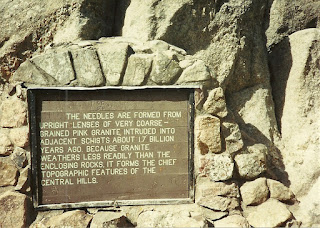 THE NEEDLES ARE FORMED FROM
UPRIGHT LENSES OF VERY COARSE-
GRAINED PINK GRANITE INTRUDED INTO
ADJACENT SCHISTS ABOUT 1.7 BILLION
YEARS AGO. BECAUSE GRANITE
WEATHERS LESS READILY THAN THE
ENCLOSING ROCKS, IT FORMS THE CHIEF
TOPOGRAPHIC FEATURES OF THE
CENTRAL HILLS.